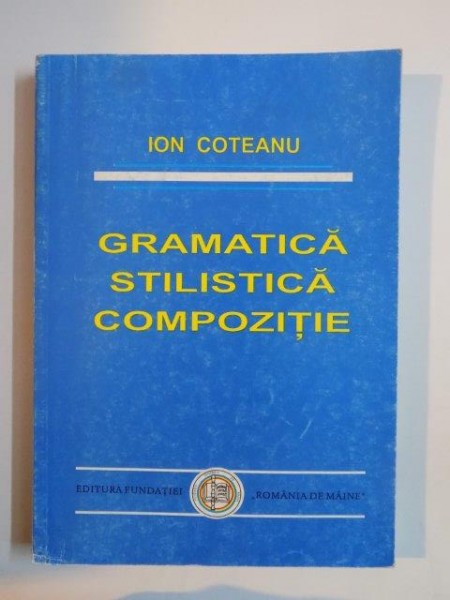 ION COTEANU
GRAMATICĂ
STILISTICĂ
COMPOZIȚIE
EDITURA FUNDAȚIEI „ROMÂNIA DE MÂINE”